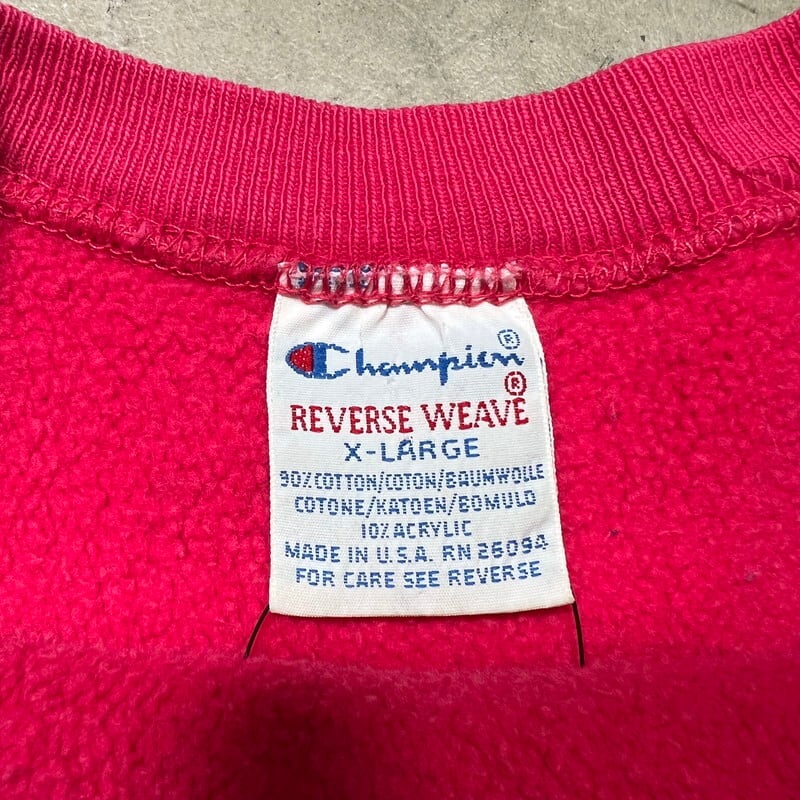 Champion®
REVERSE WEAVE®
X-LARGE
90% COTTON/COTON/BAUMWOLLE
COTONE/KATOEN/BOMULD
10% ACRYLIC
MADE IN U.S.A. RN 26094
FOR CARE SEE REVERSE